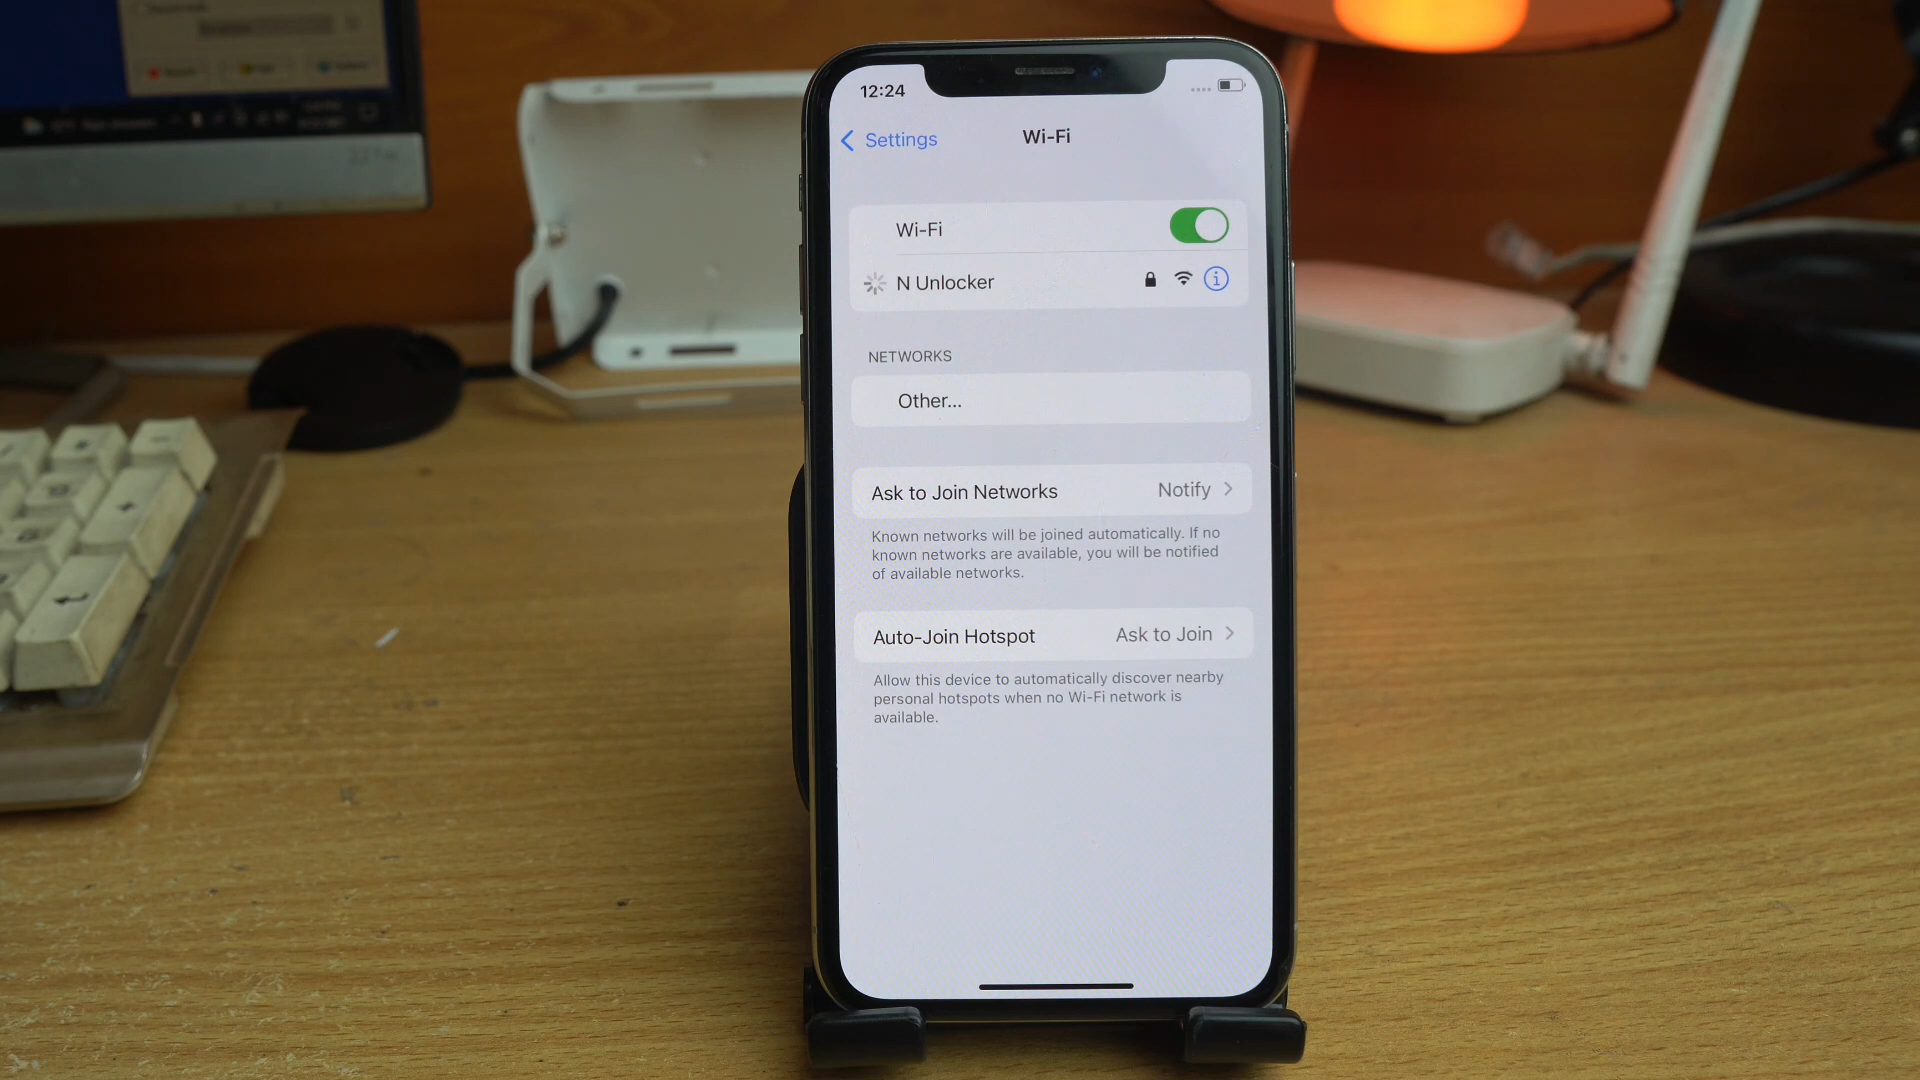 12:24
Settings
Wi-Fi
Wi-Fi
N Unlocker
NETWORKS
Other...
Ask to Join Networks Notify
Known networks will be joined automatically. If no
known networks are available, you will be notified
of available networks.
Auto-Join Hotspot Ask to Join
Allow this device to automatically discover nearby
personal hotspots when no Wi-Fi network is
available.